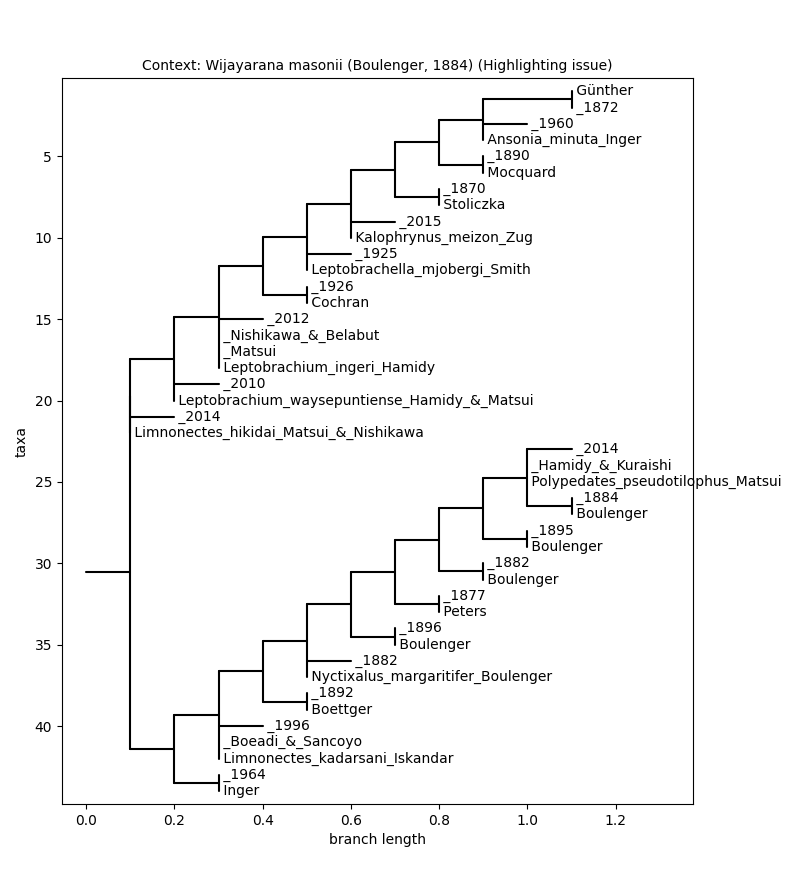 Context: Wijayarana masonii (Boulenger, 1884) (Highlighting issue)
Günther
_1872
_1960
Ansonia_minuta_Inger
_1890
Mocquard
_1870
Stoliczka
_2015
Kalophrynus_meizon_Zug
_1925
Leptobrachella_mjobergi_Smith
_1926
Cochran
_2012
_Nishikawa_&_Belabut
_Matsui
Leptobrachium_ingeri_Hamidy
_2010
Leptobrachium_waysepuntiense_Hamidy_&_Matsui
_2014
Limnonectes_hikidai_Matsui_&_Nishikawa
_2014
_Hamidy_&_Kuraishi
Polypedates_pseudotilophus_Matsui
_1884
Boulenger
_1895
Boulenger
_1882
Boulenger
_1877
Peters
_1896
Boulenger
_1882
Nyctixalus_margaritifer_Boulenger
_1892
Boettger
_1996
_Boeadi_&_Sancoyo
Limnonectes_kadarsani_Iskandar
_1964
Inger
5
10
15
20
25
30
35
40
taxa
0.0 0.2 0.4 0.6 0.8 1.0 1.2
branch length